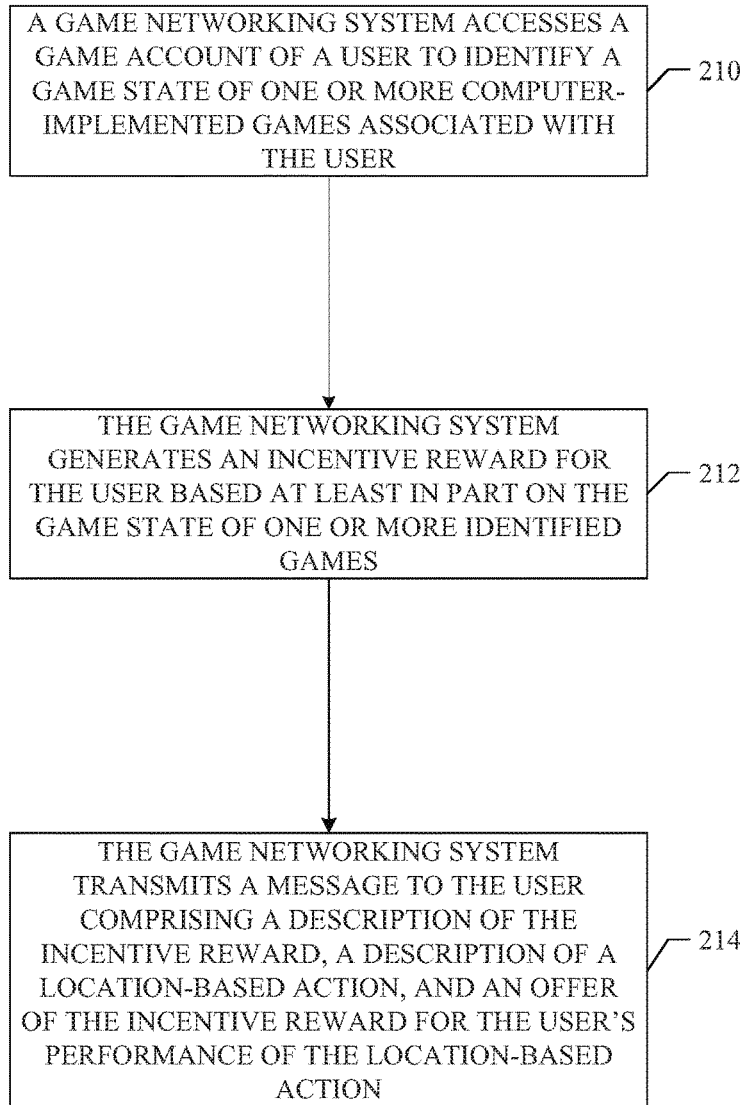 A GAME NETWORKING SYSTEM ACCESSES A
GAME ACCOUNT OF A USER TO IDENTIFY A
GAME STATE OF ONE OR MORE COMPUTER-
IMPLEMENTED GAMES ASSOCIATED WITH
THE USER
210
THE GAME NETWORKING SYSTEM
GENERATES AN INCENTIVE REWARD FOR
THE USER BASED AT LEAST IN PART ON THE
GAME STATE OF ONE OR MORE IDENTIFIED
GAMES
212
THE GAME NETWORKING SYSTEM
TRANSMITS A MESSAGE TO THE USER
COMPRISING A DESCRIPTION OF THE
INCENTIVE REWARD, A DESCRIPTION OF A
LOCATION-BASED ACTION, AND AN OFFER
OF THE INCENTIVE REWARD FOR THE USER'S
PERFORMANCE OF THE LOCATION-BASED
ACTION
214